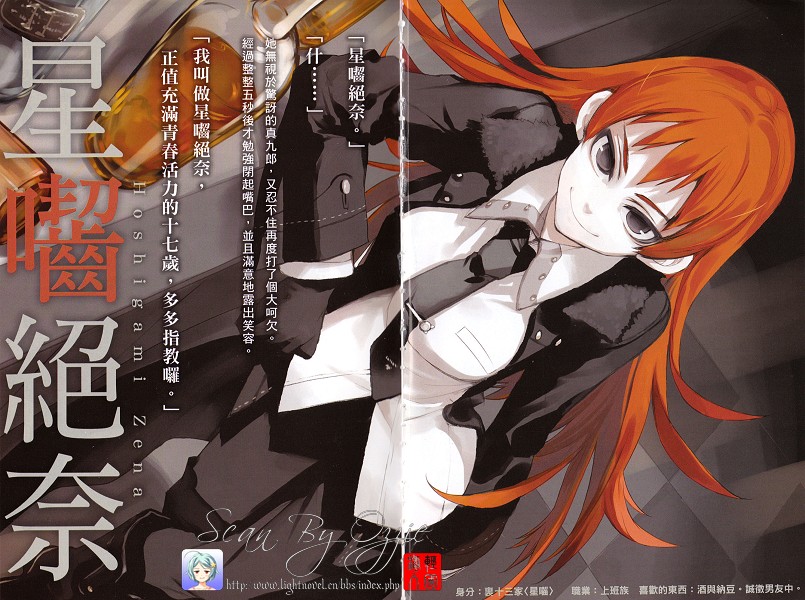 「星嚙絕奈。」
「什……」
她無視於驚訝的真九郎，又忍不住再度打了個大呵欠。
經過整整五秒後才勉強閉起嘴巴，並且滿意地露出笑容。
「我叫做星嚙絕奈，
正值充滿青春活力的十七歲，多多指教囉。」
Hoshigami Zena
星嚙絕奈
Scan By Ozzie
http: www.lightnovel.cn/bbs/index.php
身分：裏十三家〈星嚙〉　職業：上班族　喜歡的東西：酒與納豆。誠徵男友中。